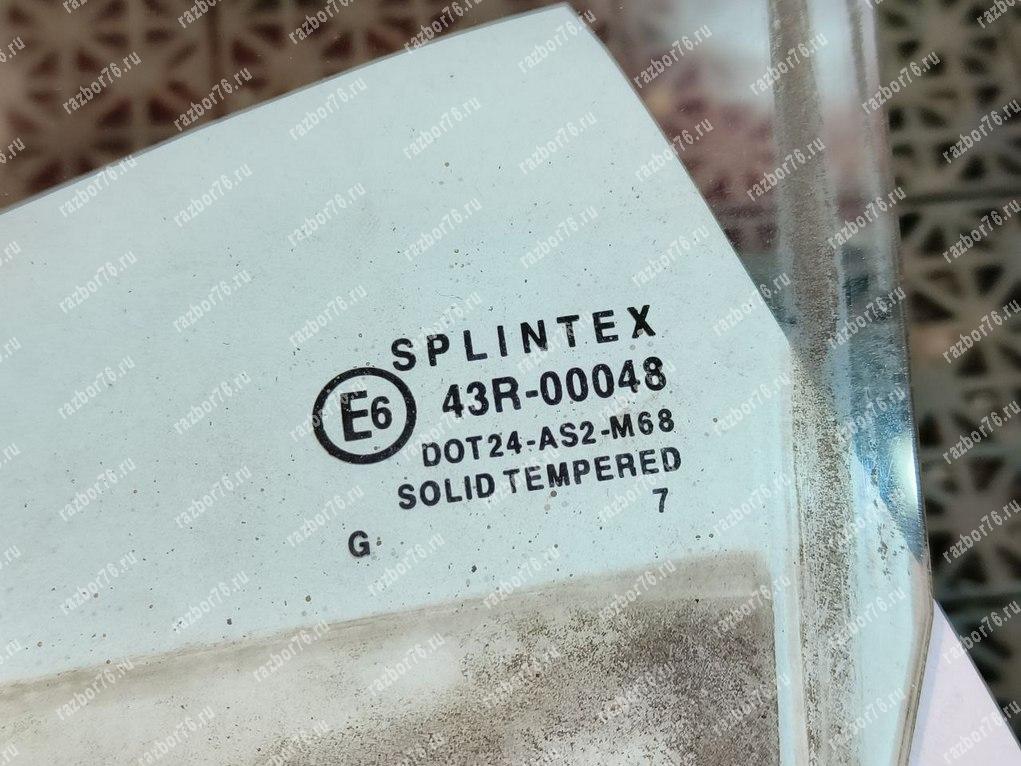 SPLINTEX
E6 43R-00048
DOT24-AS2-M68
SOLID TEMPERED
G 7
razbor76.ru